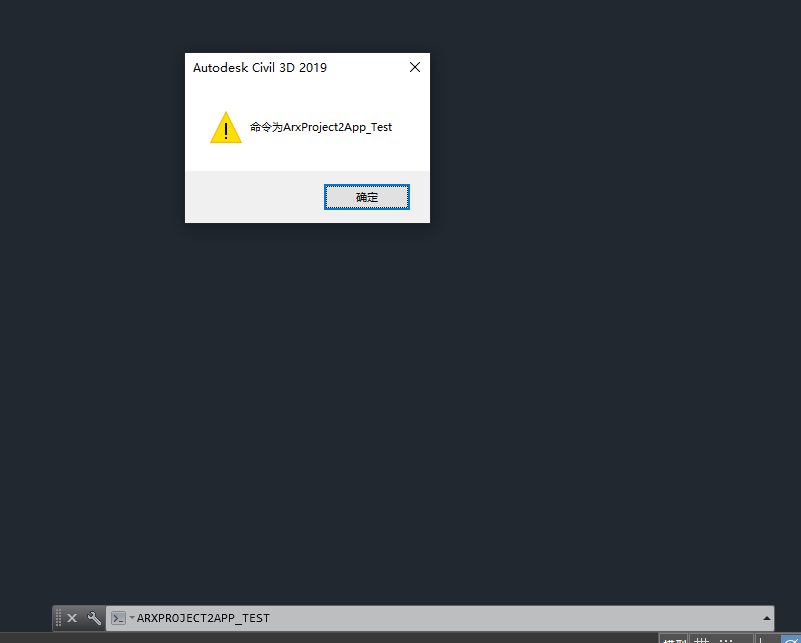 Autodesk Civil 3D 2019
命令为ArxProject2App_Test
确定
ARXPROJECT2APP_TEST